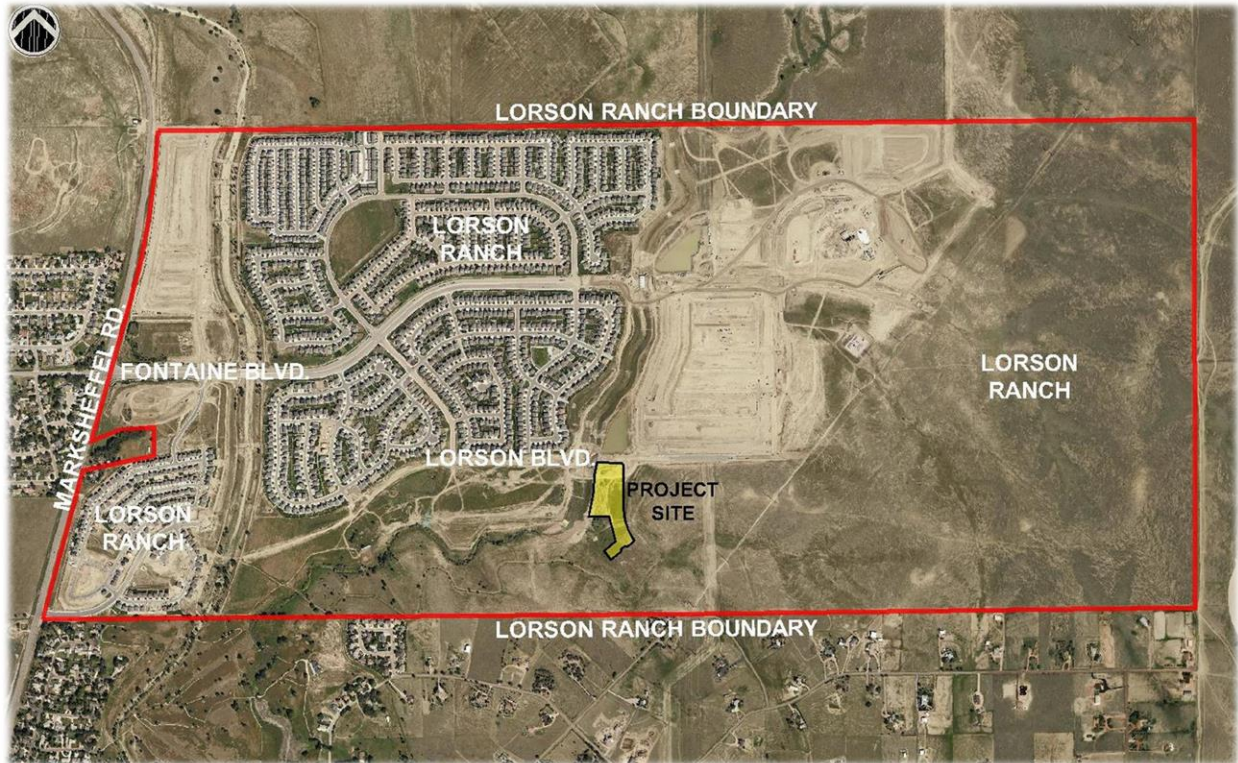 LORSON RANCH BOUNDARY
LORSON
RANCH
MARKSHEFFEL RD
FONTAINE BLVD.
LORSON
RANCH
LORSON BLVD.
PROJECT
SITE
LORSON
RANCH
LORSON RANCH BOUNDARY